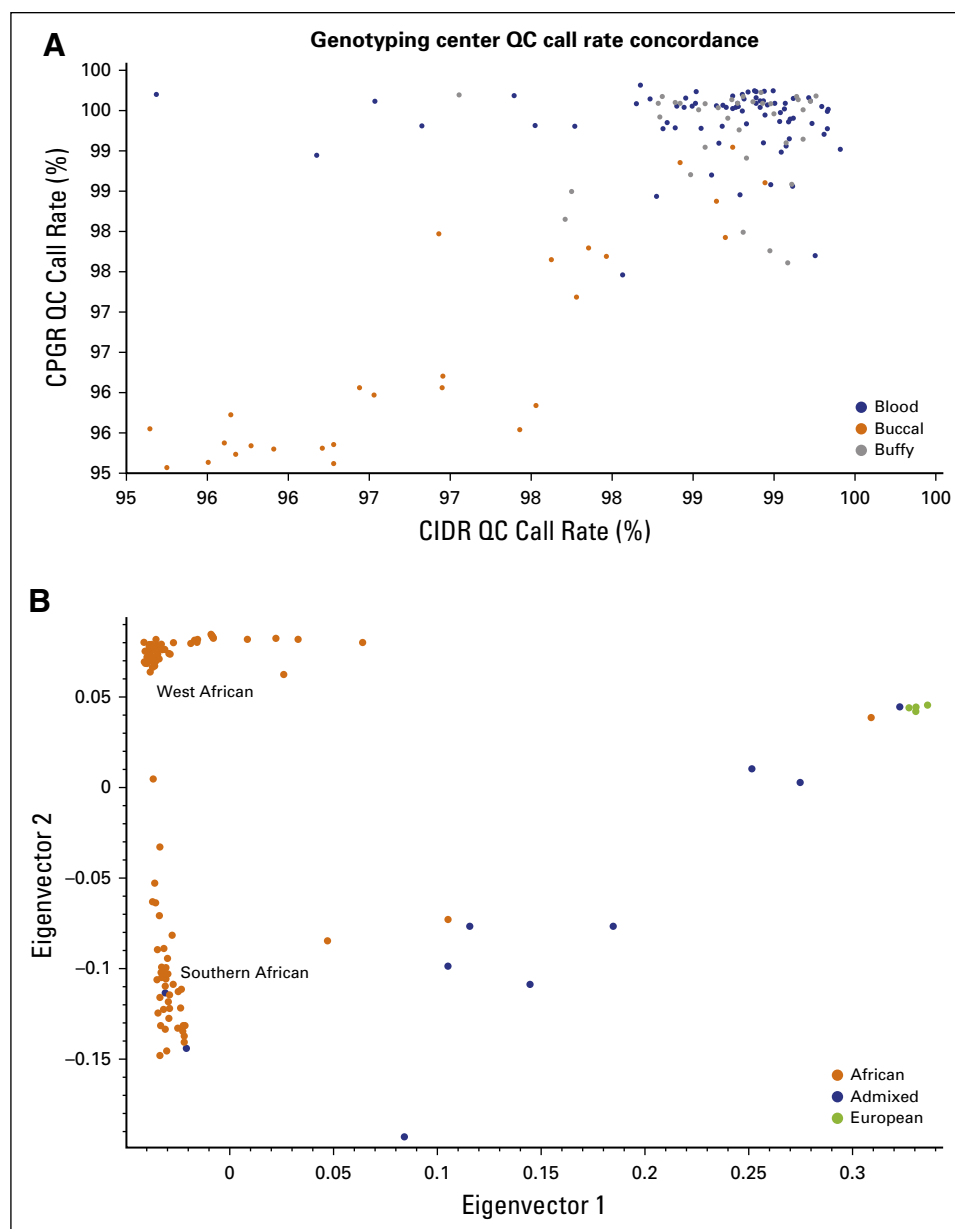 A
Genotyping center QC call rate concordance
100
100
99
99
98
98
97
97
96
96
95
CPGR QC Call Rate (%)
Blood
Buccal
Buffy
95 96 96 97 97 98 98 99 99 100 100
CIDR QC Call Rate (%)
B
West African
0.05
0
Eigenvector 2
−0.05
−0.1
Southern African
−0.15
African
Admixed
European
0 0.05 0.1 0.15 0.2 0.25 0.3
Eigenvector 1